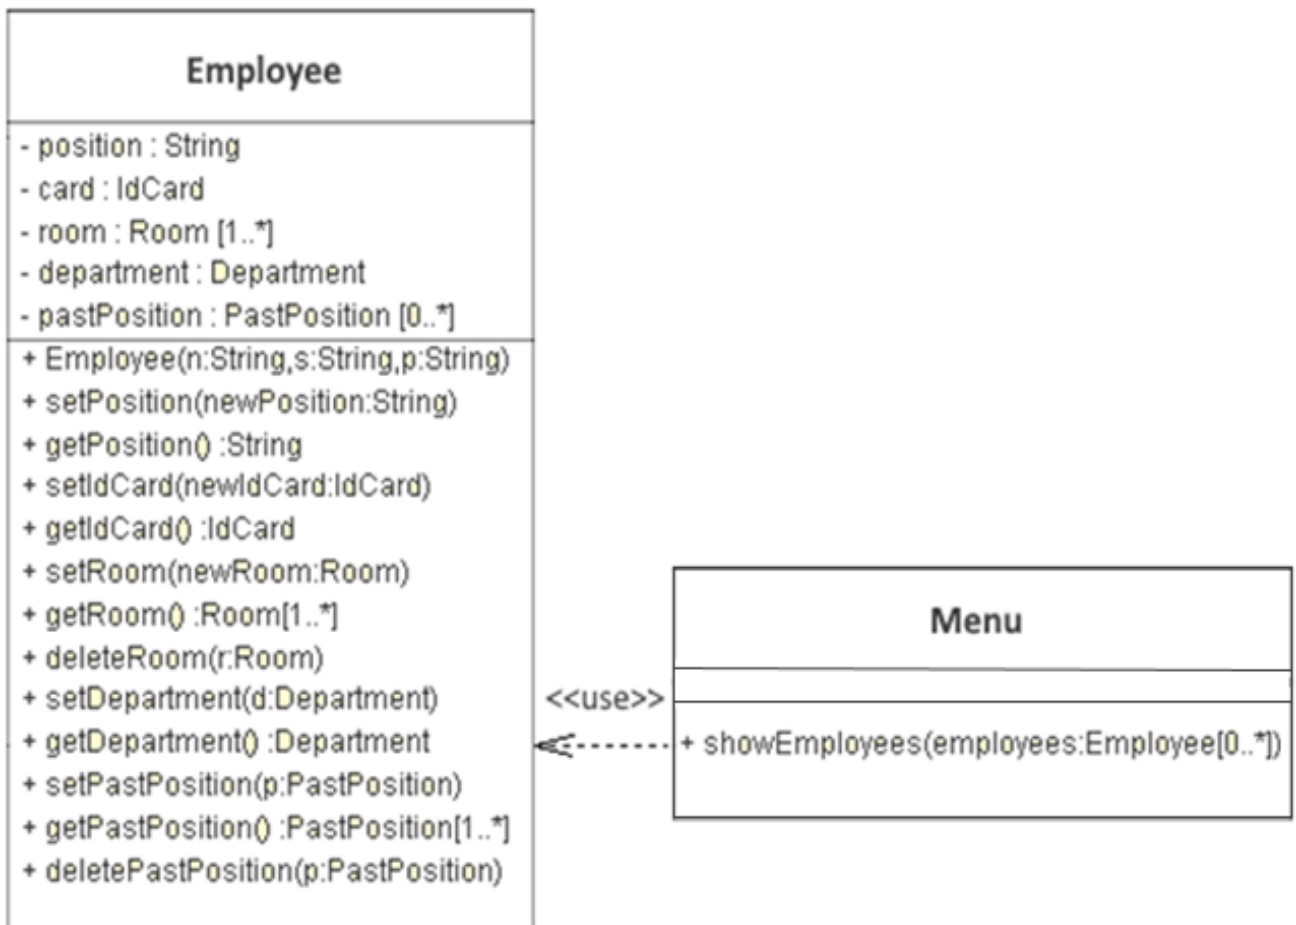 Employee
- position : String
- card : IdCard
- room : Room [1..*]
- department : Department
- pastPosition : PastPosition [0..*]
+ Employee(n:String,s:String,p:String)
+ setPosition(newPosition:String)
+ getPosition() :String
+ setIdCard(newIdCard:IdCard)
+ getIdCard() :IdCard
+ setRoom(newRoom:Room)
+ getRoom() :Room[1..*]
+ deleteRoom(r:Room)
+ setDepartment(d:Department)
+ getDepartment() :Department
+ setPastPosition(p:PastPosition)
+ getPastPosition() :PastPosition[1..*]
+ deletePastPosition(p:PastPosition)
<<use>>
Menu
+ showEmployees(employees:Employee[0..*])